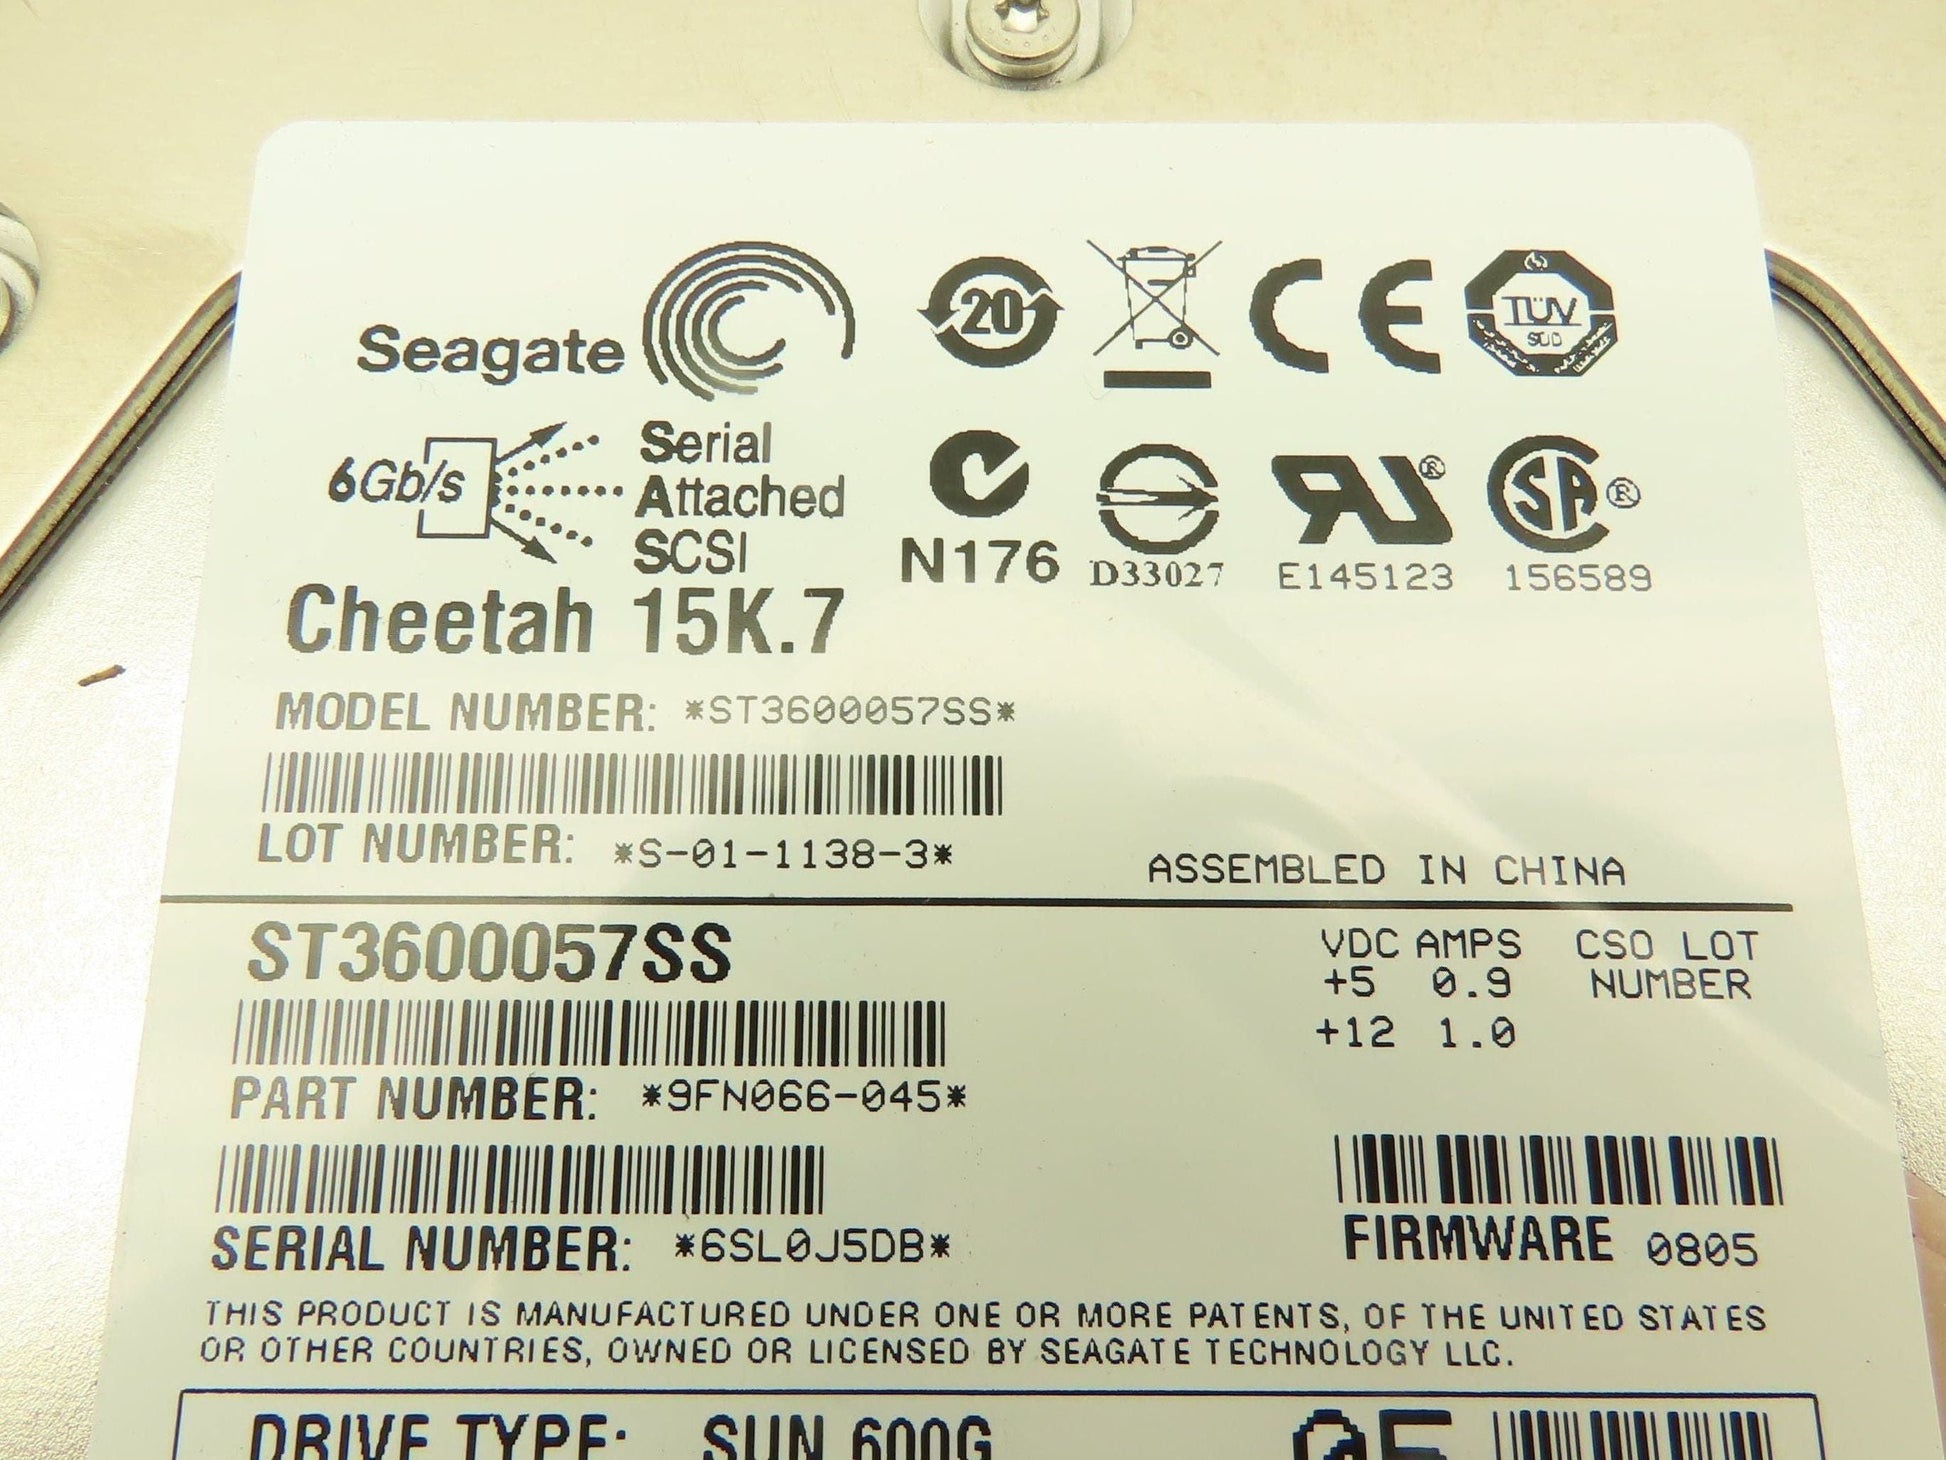 Seagate
20
CE
TÜV
SÜD
6Gb/s
Serial
Attached
SCSI
N176
D33027
E145123
156589
Cheetah 15K.7
MODEL NUMBER: *ST3600057SS*
LOT NUMBER: *S-01-1138-3*
ASSEMBLED IN CHINA
ST3600057SS
VDC AMPS
+5 0.9
+12 1.0
CSO LOT
NUMBER
PART NUMBER: *9FN066-045*
SERIAL NUMBER: *6SL0J5DB*
FIRMWARE 0805
THIS PRODUCT IS MANUFACTURED UNDER ONE OR MORE PATENTS, OF THE UNITED STATES
OR OTHER COUNTRIES, OWNED OR LICENSED BY SEAGATE TECHNOLOGY LLC.
DRIVE TYPE: SUN 600G